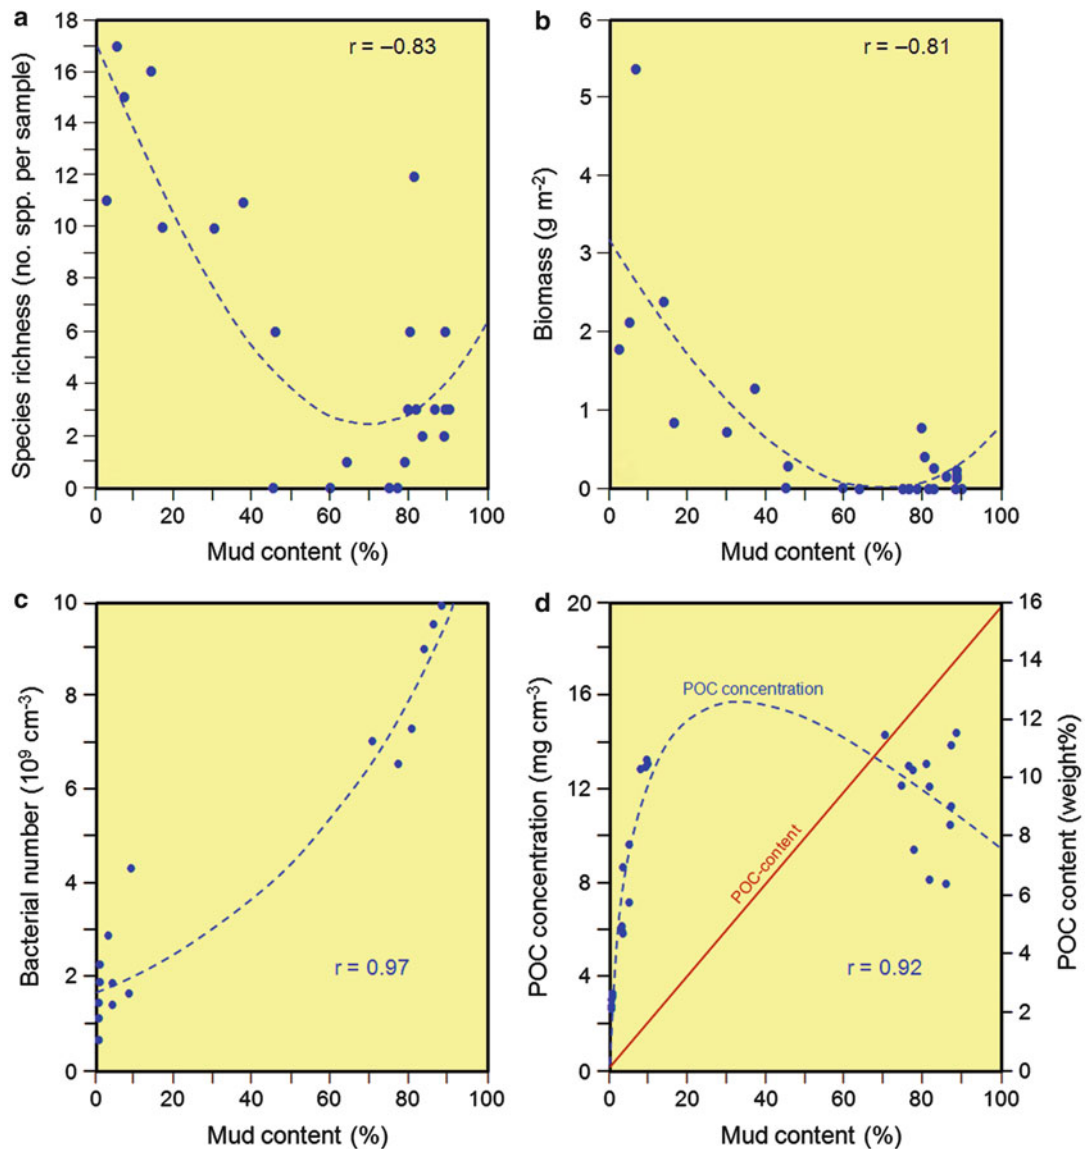 a
18
16
14
12
10
8
6
4
2
0
Species richness (no. spp. per sample)
r = –0.83
0 20 40 60 80 100
Mud content (%)
b
6
5
4
3
2
1
0
Biomass (g m⁻²)
r = –0.81
0 20 40 60 80 100
Mud content (%)
c
10
8
6
4
2
0
Bacterial number (10⁹ cm⁻³)
r = 0.97
0 20 40 60 80 100
Mud content (%)
d
20
16
12
8
4
0
POC concentration (mg cm⁻³)
POC concentration
POC-content
r = 0.92
16
14
12
10
8
6
4
2
0
POC content (weight%)
0 20 40 60 80 100
Mud content (%)